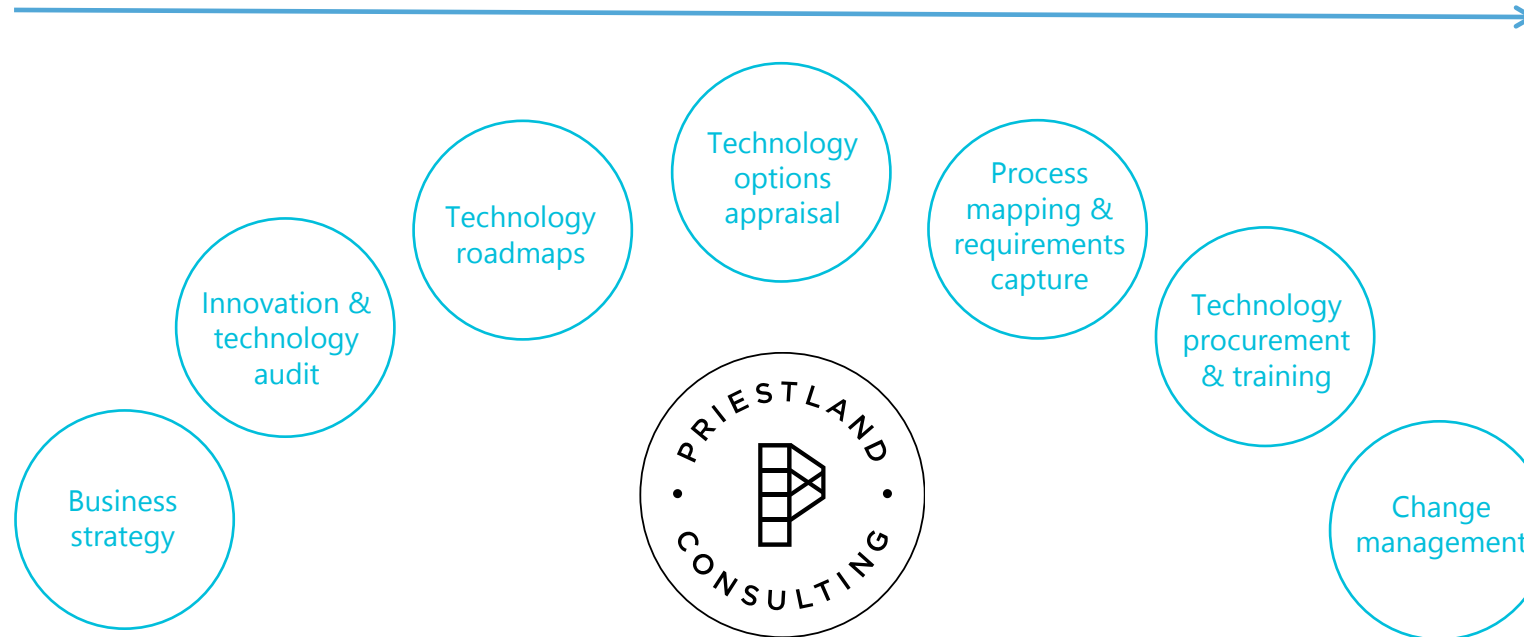 Business
strategy
Innovation &
technology
audit
Technology
roadmaps
Technology
options
appraisal
Process
mapping &
requirements
capture
Technology
procurement
& training
Change
management
PRIESTLAND
CONSULTING